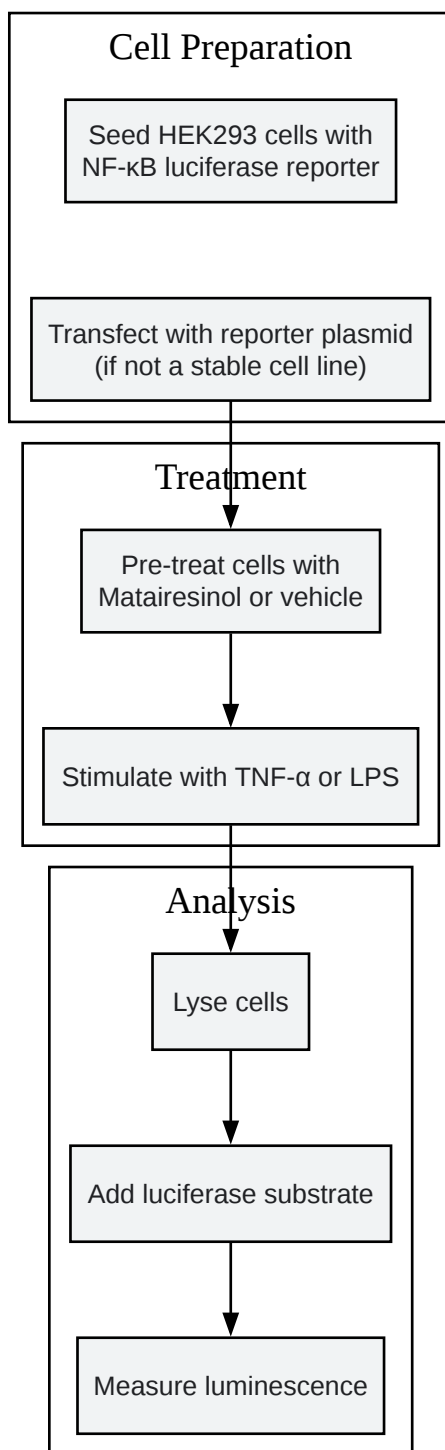 Cell Preparation
Seed HEK293 cells with
NF-κB luciferase reporter
Transfect with reporter plasmid
(if not a stable cell line)
Treatment
Pre-treat cells with
Matairesinol or vehicle
Stimulate with TNF-α or LPS
Analysis
Lyse cells
Add luciferase substrate
Measure luminescence